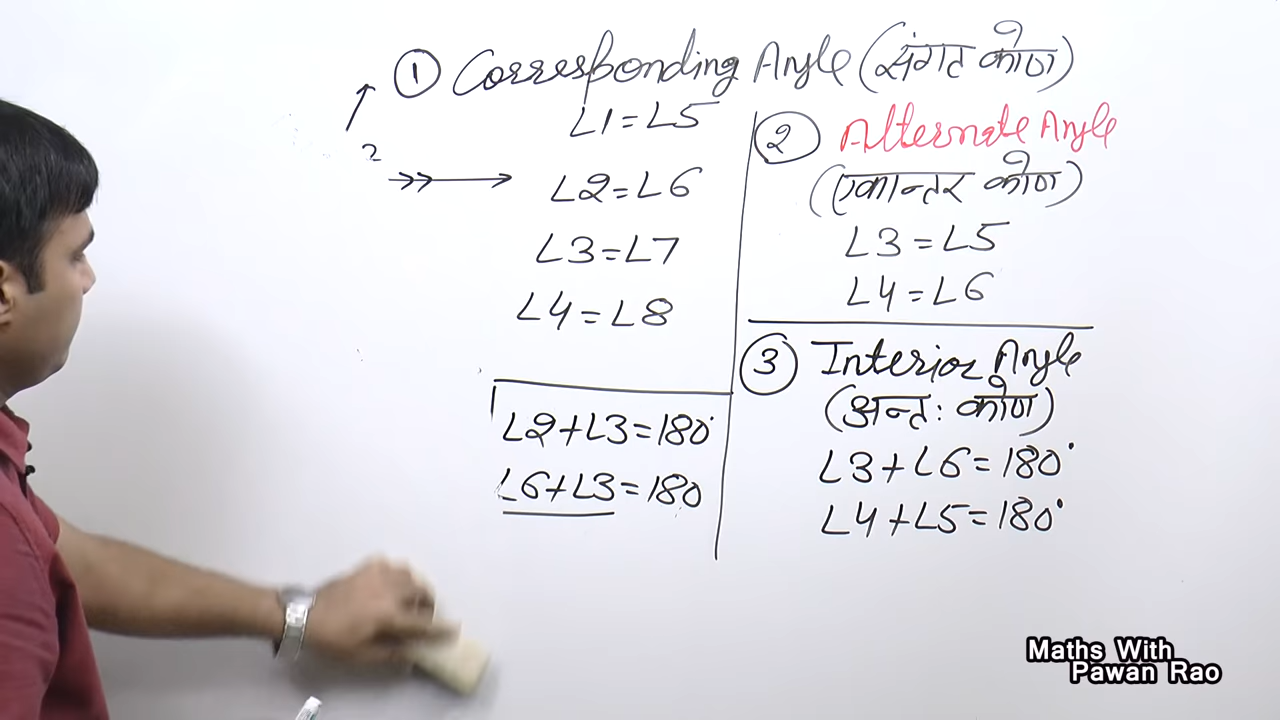 ① Corresponding Angle (संगत कोण)
∠1 = ∠5
2
∠2 = ∠6
∠3 = ∠7
∠4 = ∠8
∠2 + ∠3 = 180°
∠6 + ∠3 = 180
② Alternate Angle
(एकान्तर कोण)
∠3 = ∠5
∠4 = ∠6
③ Interior Angle
(अन्त: कोण)
∠3 + ∠6 = 180°
∠4 + ∠5 = 180°
Maths With
Pawan Rao